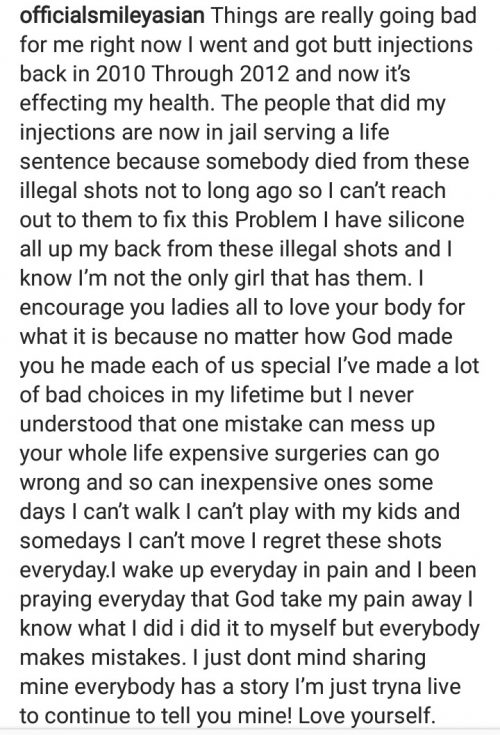 officialsmileyasian Things are really going bad
for me right now I went and got butt injections
back in 2010 Through 2012 and now it's
effecting my health. The people that did my
injections are now in jail serving a life
sentence because somebody died from these
illegal shots not to long ago so I can't reach
out to them to fix this Problem I have silicone
all up my back from these illegal shots and I
know I'm not the only girl that has them. I
encourage you ladies all to love your body for
what it is because no matter how God made
you he made each of us special I've made a lot
of bad choices in my lifetime but I never
understood that one mistake can mess up
your whole life expensive surgeries can go
wrong and so can inexpensive ones some
days I can't walk I can't play with my kids and
somedays I can't move I regret these shots
everyday.I wake up everyday in pain and I been
praying everyday that God take my pain away I
know what I did i did it to myself but everybody
makes mistakes. I just dont mind sharing
mine everybody has a story I'm just tryna live
to continue to tell you mine! Love yourself.